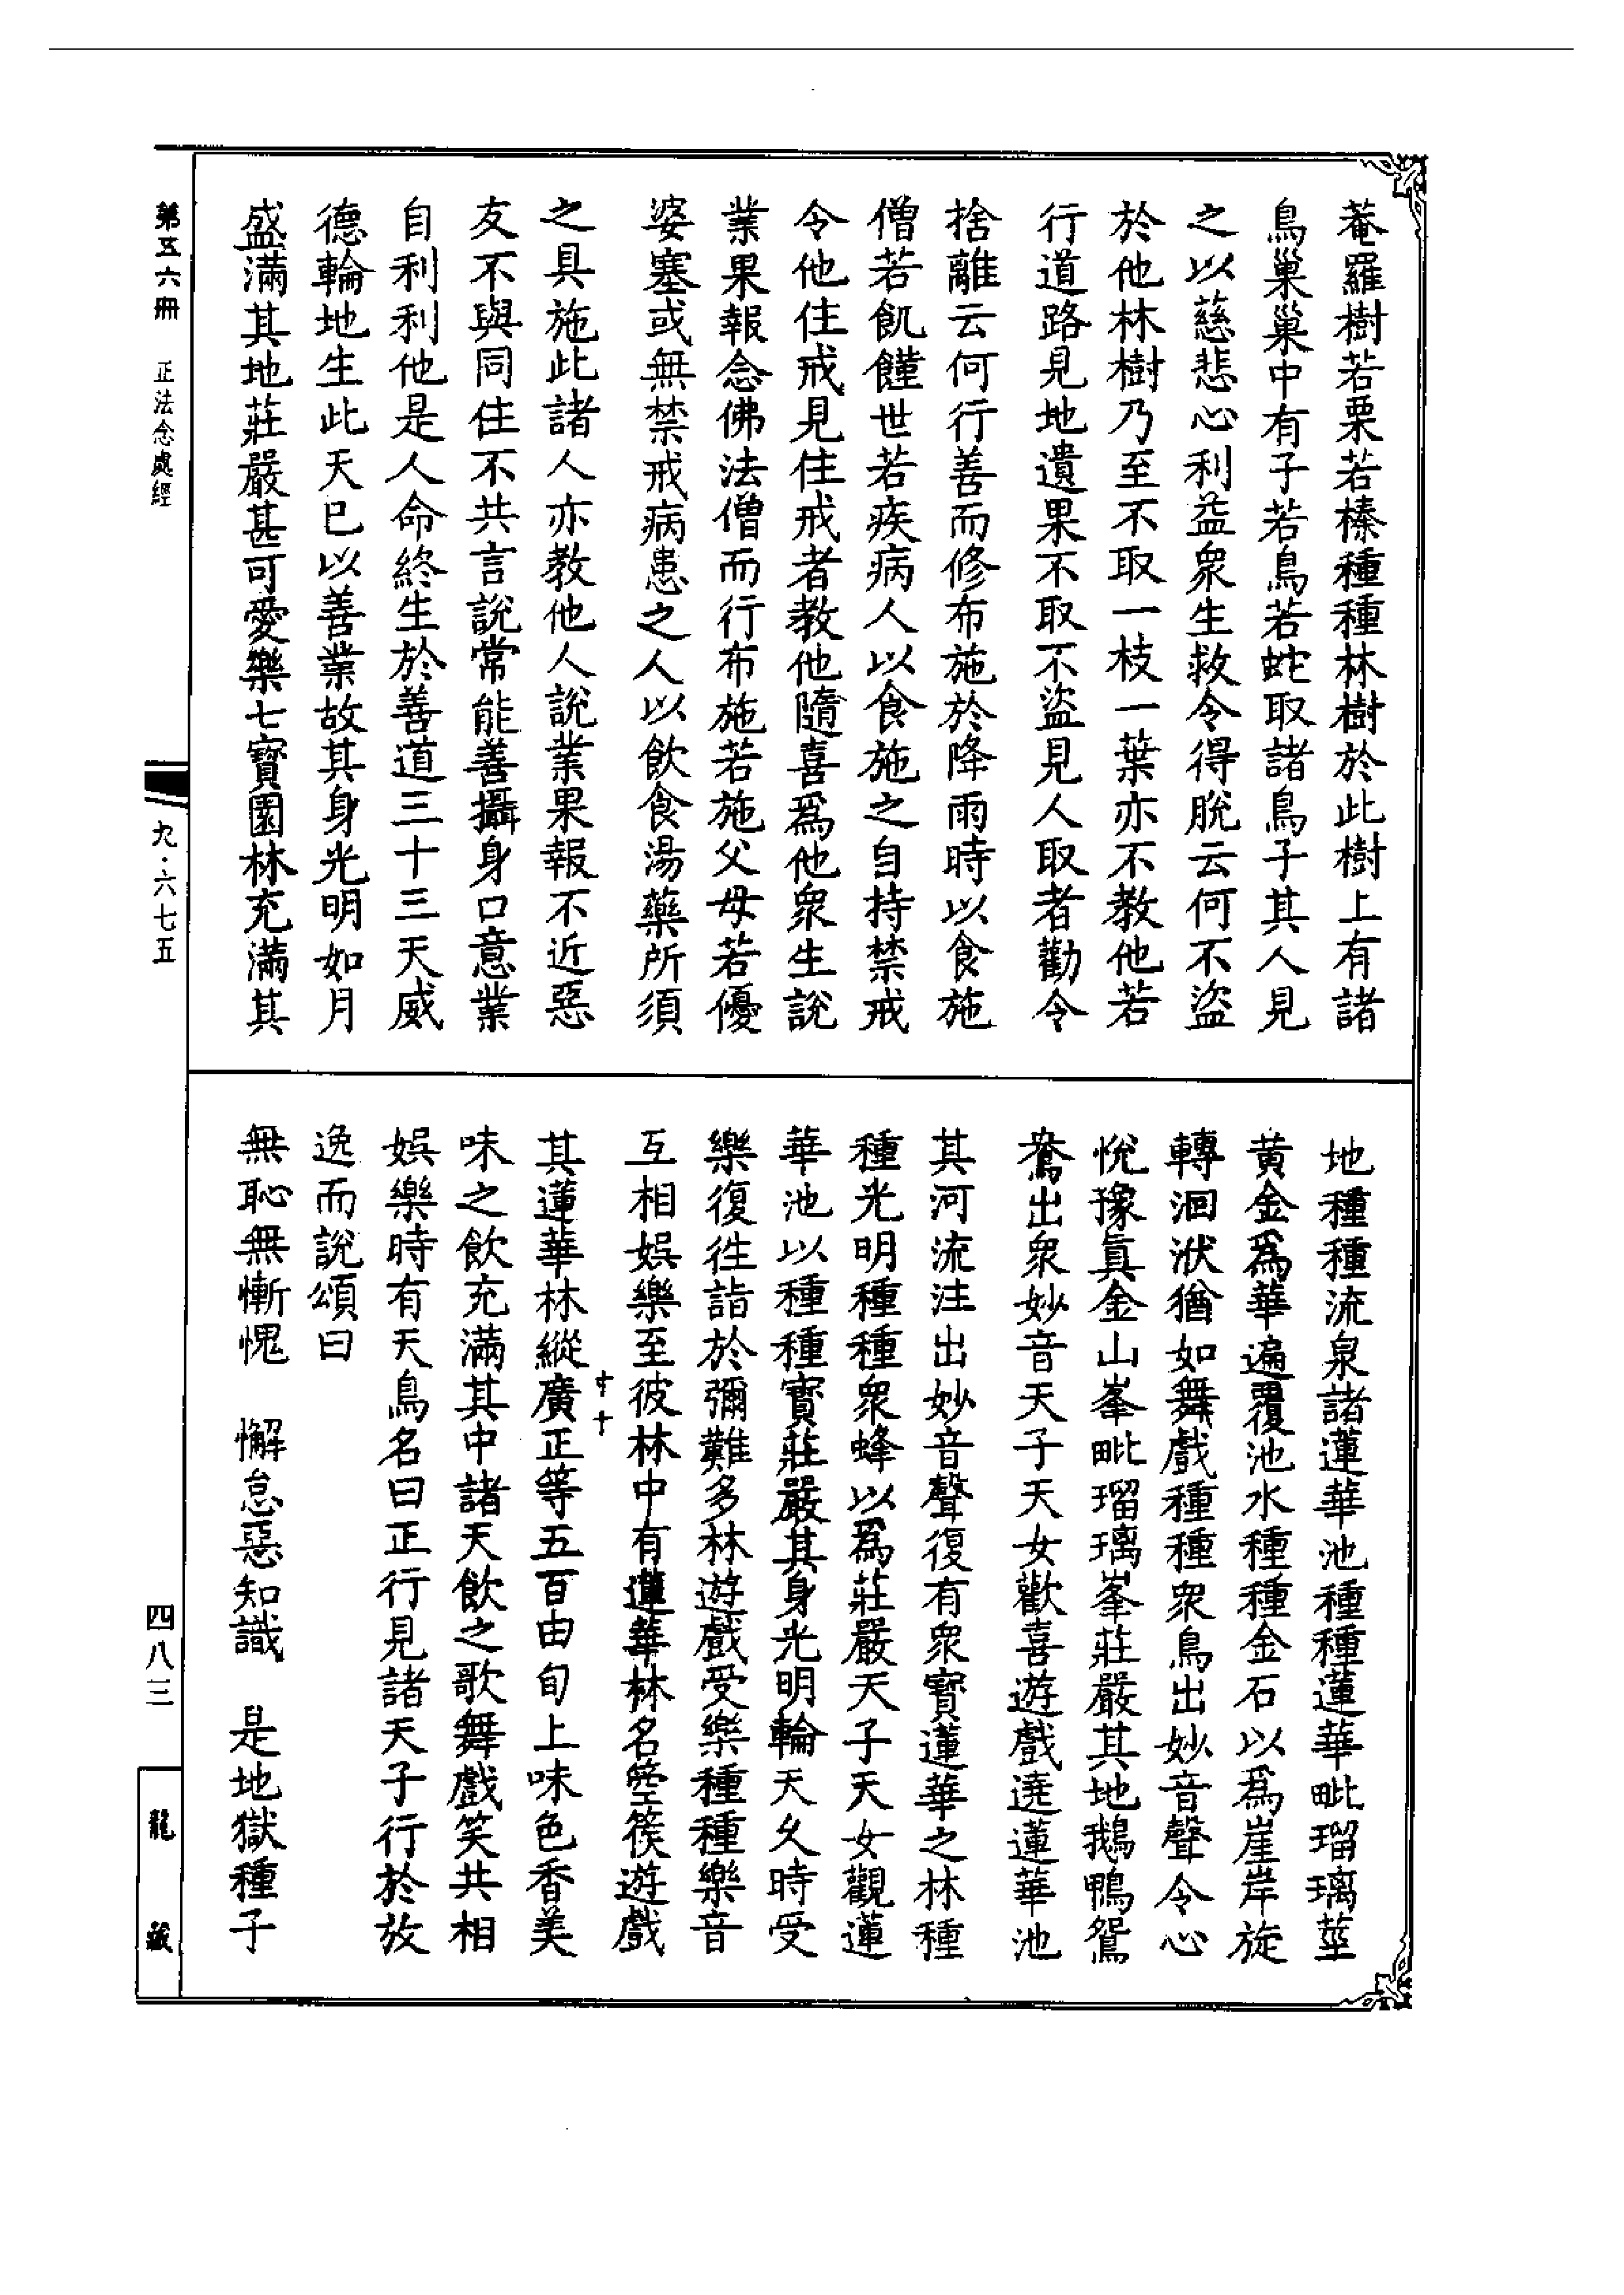 菴羅樹若栗若榛種種林樹於此樹上有諸
鳥巢巢中有子若鳥若蛇取諸鳥子其人見
之以慈悲心利益衆生救令得脫云何不盜
於他林樹乃至不取一枝一葉亦不教他若
行道路見地遺果不取不盜見人取者勸令
捨離云何行善而修布施於降雨時以食施
僧若飢饉世若疾病人以食施之自持禁戒
令他住戒見住戒者教他隨喜爲他衆生說
業果報念佛法僧而行布施若施父母若優
婆塞或無禁戒病患之人以飲食湯藥所須
之具施此諸人亦教他人說業果報不近惡
友不與同住不共言說常能善攝身口意業
自利利他是人命終生於善道三十三天威
德輪地生此天已以善業故其身光明如月
盛滿其地莊嚴甚可愛樂七寶園林充滿其
地種種流泉諸蓮華池種種蓮華毗瑠璃莖
黃金爲華遍覆池水種種金石以爲崖岸旋
轉洄洑猶如舞戲種種衆鳥出妙音聲令心
悅豫眞金山峯毗瑠璃峯莊嚴其地鵝鴨鴛
鴦出衆妙音天子天女歡喜遊戲遶蓮華池
其河流注出妙音聲復有衆寶蓮華之林種
種光明種種衆蜂以爲莊嚴天子天女觀蓮
華池以種種寶莊嚴其身光明輪天久時受
樂復往詣於彌難多林遊戲受樂種種樂音
互相娛樂至彼林中有蓮華林名箜篌遊戲
其蓮華林縱廣正等五百由旬上味色香美
味之飲充滿其中諸天飲之歌舞戲笑共相
娛樂時有天鳥名曰正行見諸天子行於放
逸而說頌曰
無恥無慚愧　懈怠惡知識　是地獄種子
第五六冊　正法念處經
九·六七五
四八三
龍藏